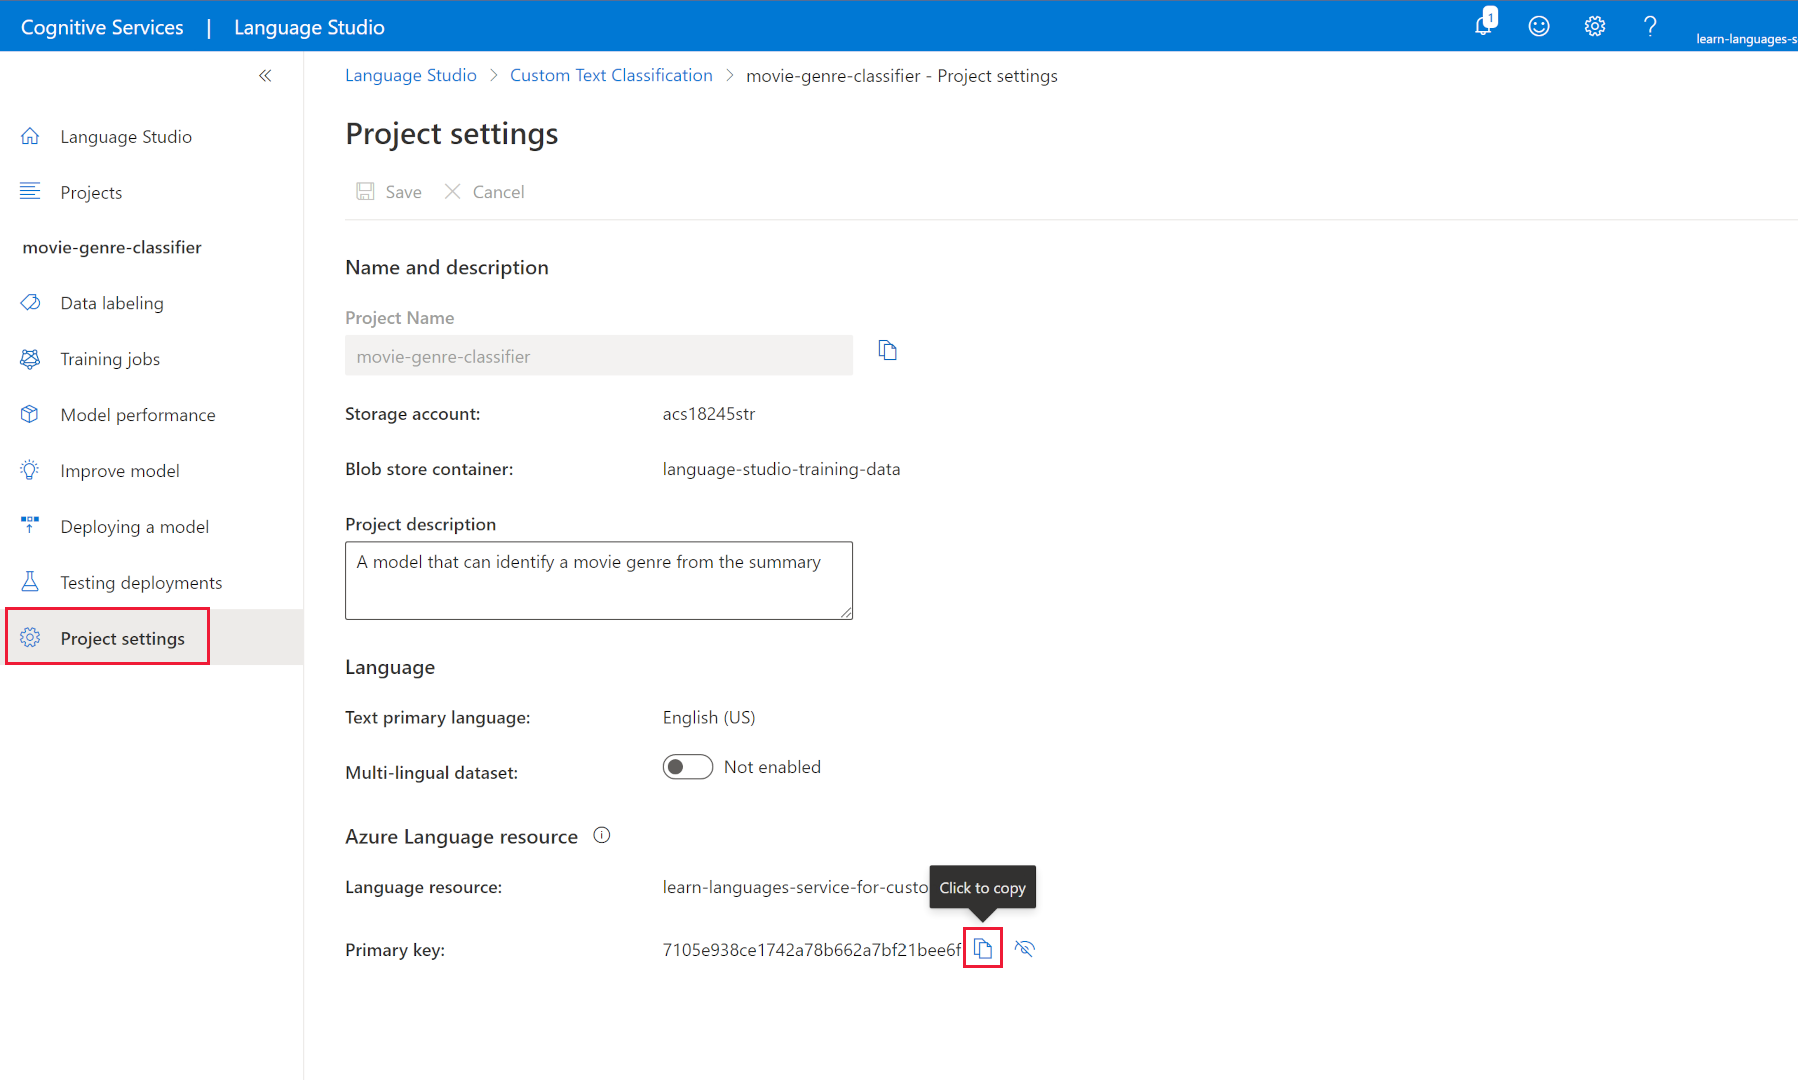 Cognitive Services | Language Studio
1
learn-languages-s
Language Studio > Custom Text Classification > movie-genre-classifier - Project settings
Language Studio
Projects
movie-genre-classifier
Data labeling
Training jobs
Model performance
Improve model
Deploying a model
Testing deployments
Project settings
Project settings
Save Cancel
Name and description
Project Name
movie-genre-classifier
Storage account: acs18245str
Blob store container: language-studio-training-data
Project description
A model that can identify a movie genre from the summary
Language
Text primary language: English (US)
Multi-lingual dataset: Not enabled
Azure Language resource
Language resource: learn-languages-service-for-custo
Click to copy
Primary key: 7105e938ce1742a78b662a7bf21bee6f